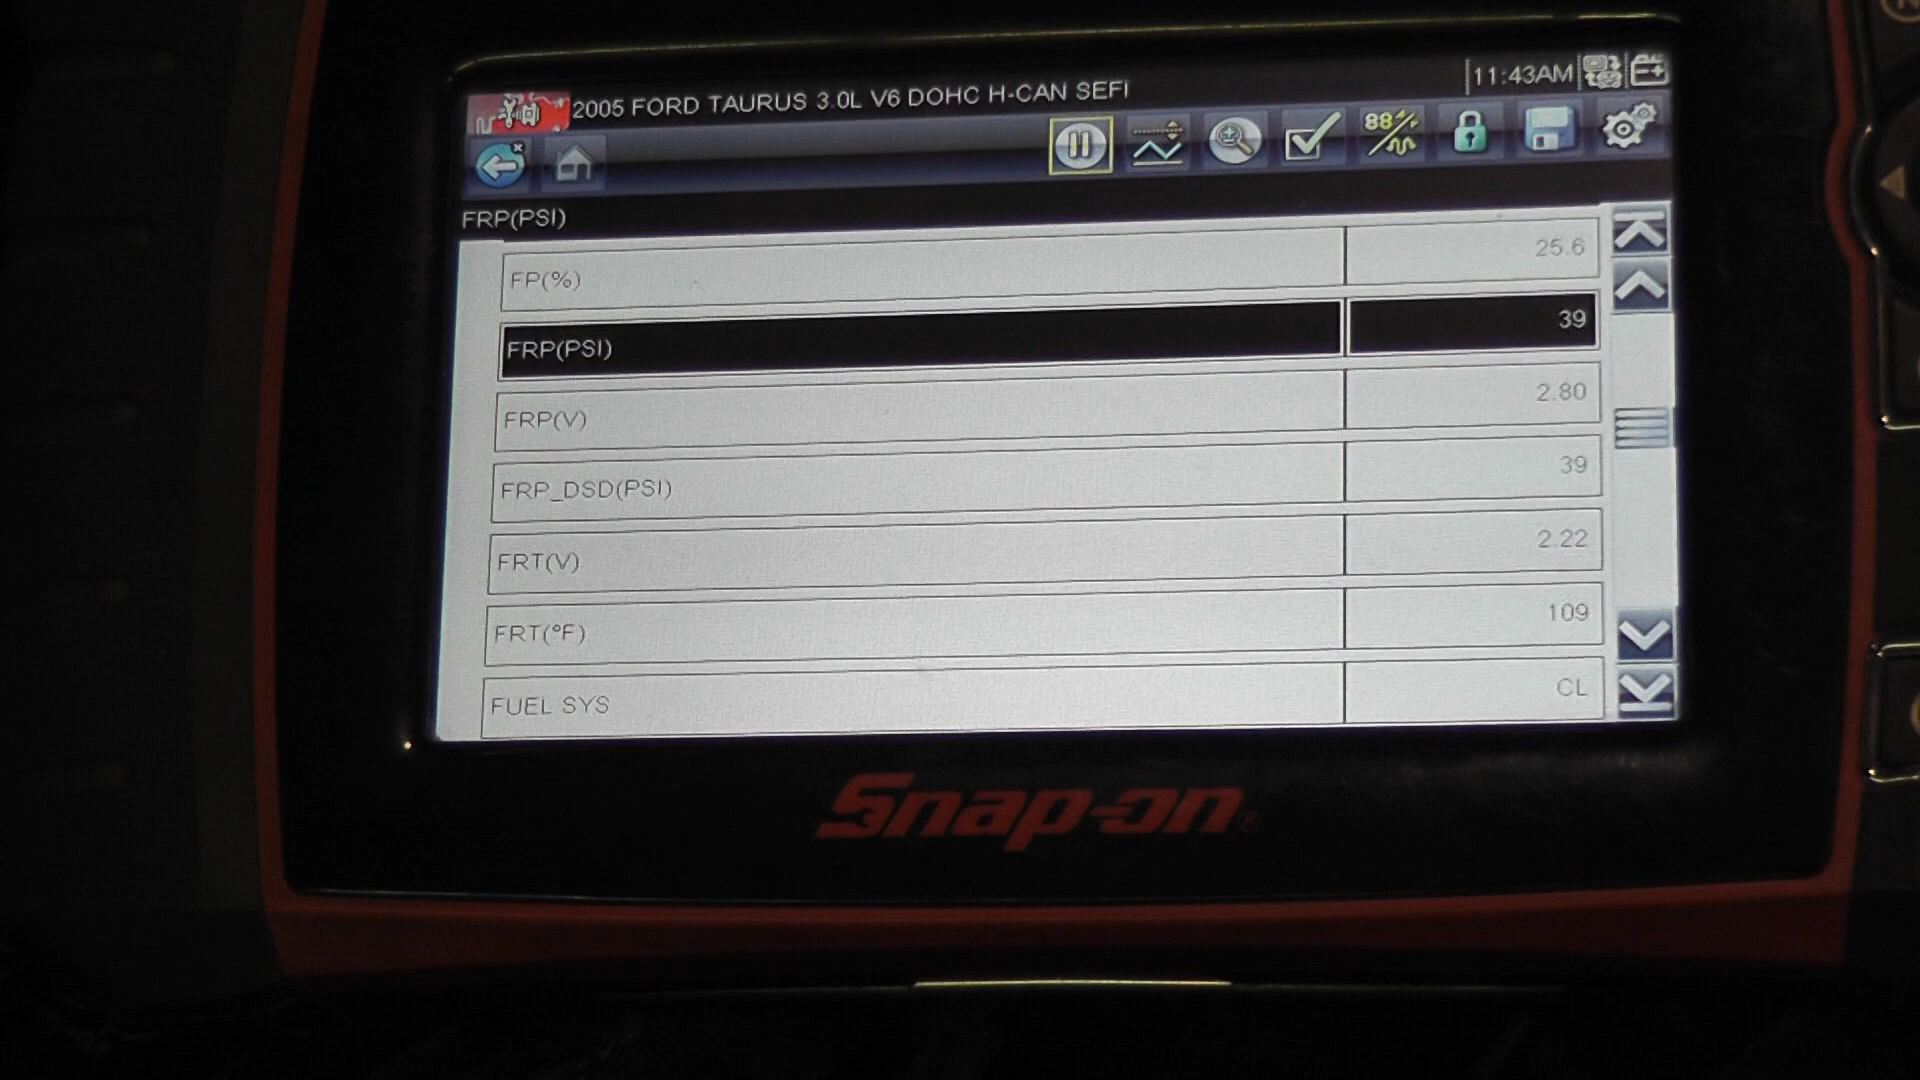 2005 FORD TAURUS 3.0L V6 DOHC H-CAN SEFI 11:43AM
88
FRP(PSI)
FP(%) 25.6
FRP(PSI) 39
FRP(V) 2.80
FRP_DSD(PSI) 39
FRT(V) 2.22
FRT(°F) 109
FUEL SYS CL
Snap-on®